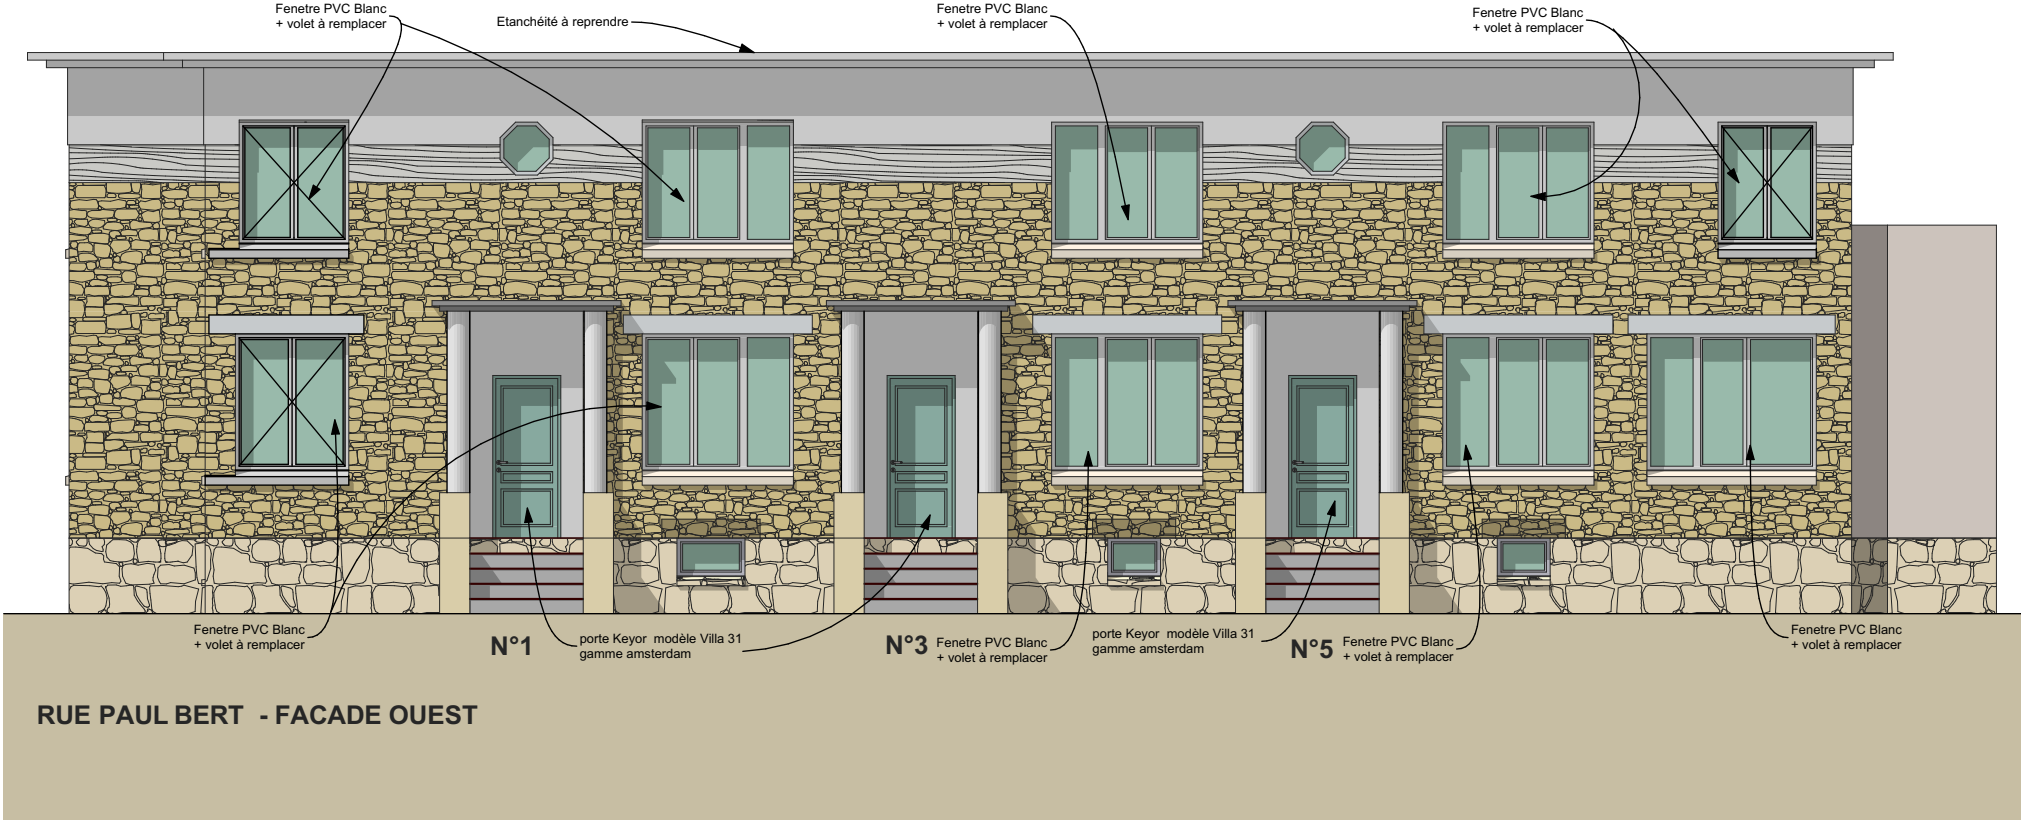 Fenetre PVC Blanc
+ volet à remplacer
Etanchéité à reprendre
Fenetre PVC Blanc
+ volet à remplacer
Fenetre PVC Blanc
+ volet à remplacer
Fenetre PVC Blanc
+ volet à remplacer
N°1
porte Keyor modèle Villa 31
gamme amsterdam
N°3
Fenetre PVC Blanc
+ volet à remplacer
porte Keyor modèle Villa 31
gamme amsterdam
N°5
Fenetre PVC Blanc
+ volet à remplacer
Fenetre PVC Blanc
+ volet à remplacer
RUE PAUL BERT - FACADE OUEST